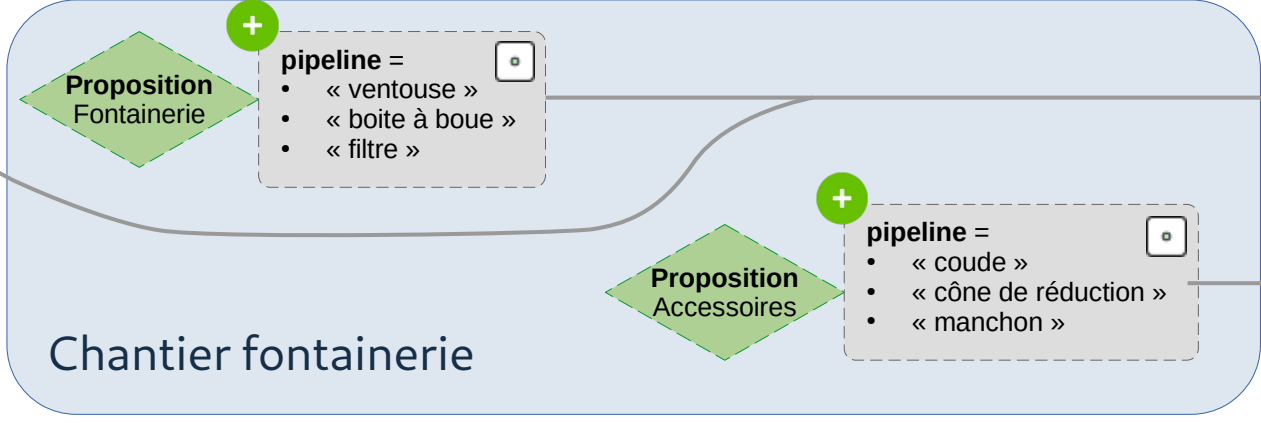 +
Proposition
Fontainerie
pipeline =
• « ventouse »
• « boite à boue »
• « filtre »
+
Proposition
Accessoires
pipeline =
• « coude »
• « cône de réduction »
• « manchon »
Chantier fontainerie